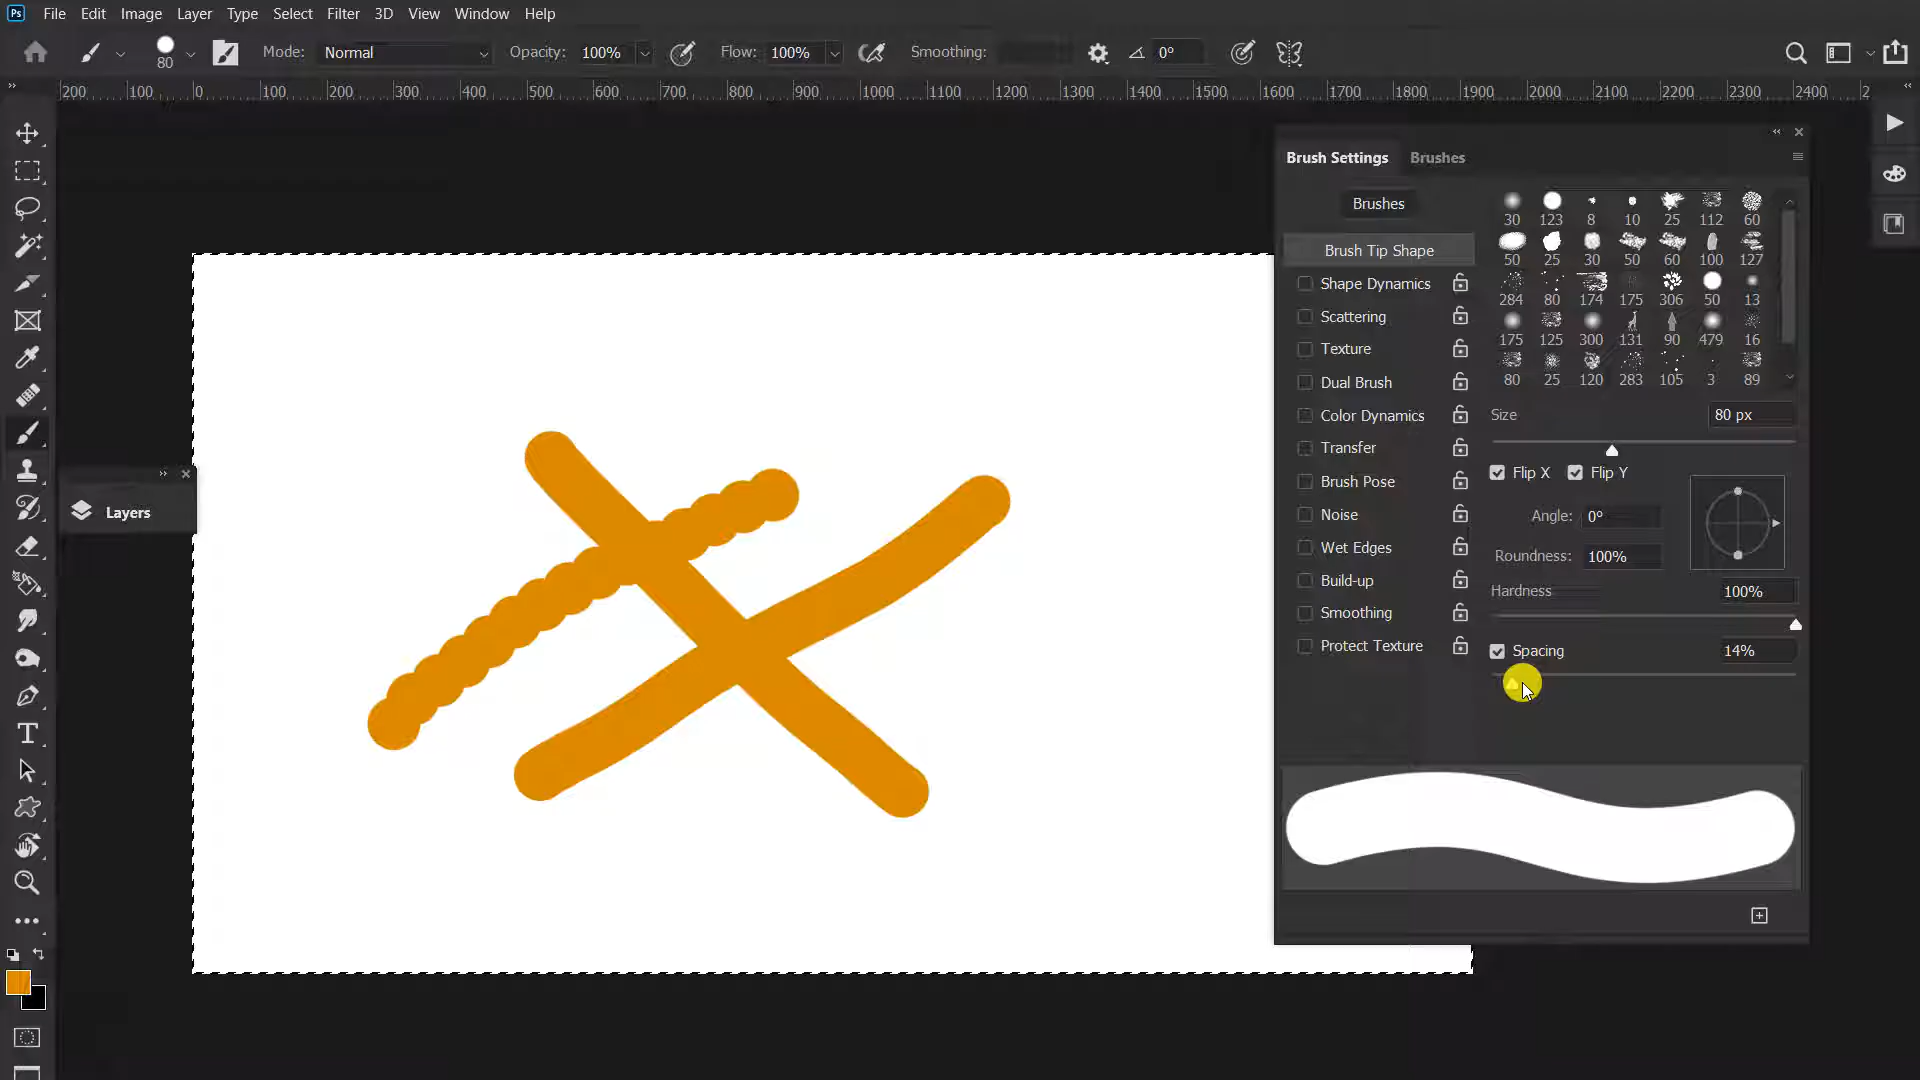 Ps File Edit Image Layer Type Select Filter 3D View Window Help
80 Mode: Normal Opacity: 100% Flow: 100% Smoothing: 0°
200 100 0 100 200 300 400 500 600 700 800 900 1000 1100 1200 1300 1400 1500 1600 1700 1800 1900 2000 2100 2200 2300 2400 2
Brush Settings Brushes
Brushes
30 123 8 10 25 112 60
Brush Tip Shape
50 25 30 50 60 100 127
Shape Dynamics
284 80 174 175 306 50 13
Scattering
175 125 300 131 90 479 16
Texture
Dual Brush
80 25 120 283 105 3 89
Color Dynamics
Size 80 px
Transfer
Flip X Flip Y
Brush Pose
Noise
Angle: 0°
Wet Edges
Roundness: 100%
Build-up
Hardness 100%
Smoothing
Protect Texture
Spacing 14%
Layers
T